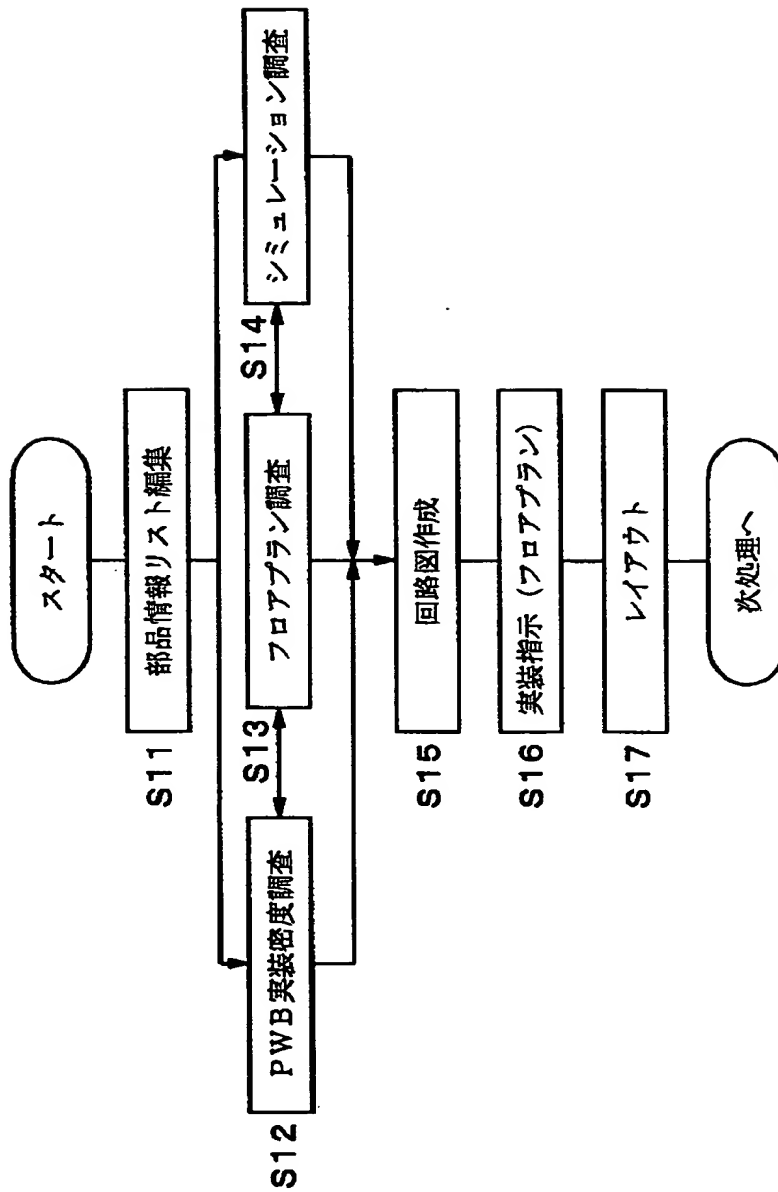 スタート
S11
部品情報リスト編集
S12
PWB実装密度調査
S13
フロアプラン調査
S14
シミュレーション調査
S15
回路図作成
S16
実装指示（フロアプラン）
S17
レイアウト
次処理へ